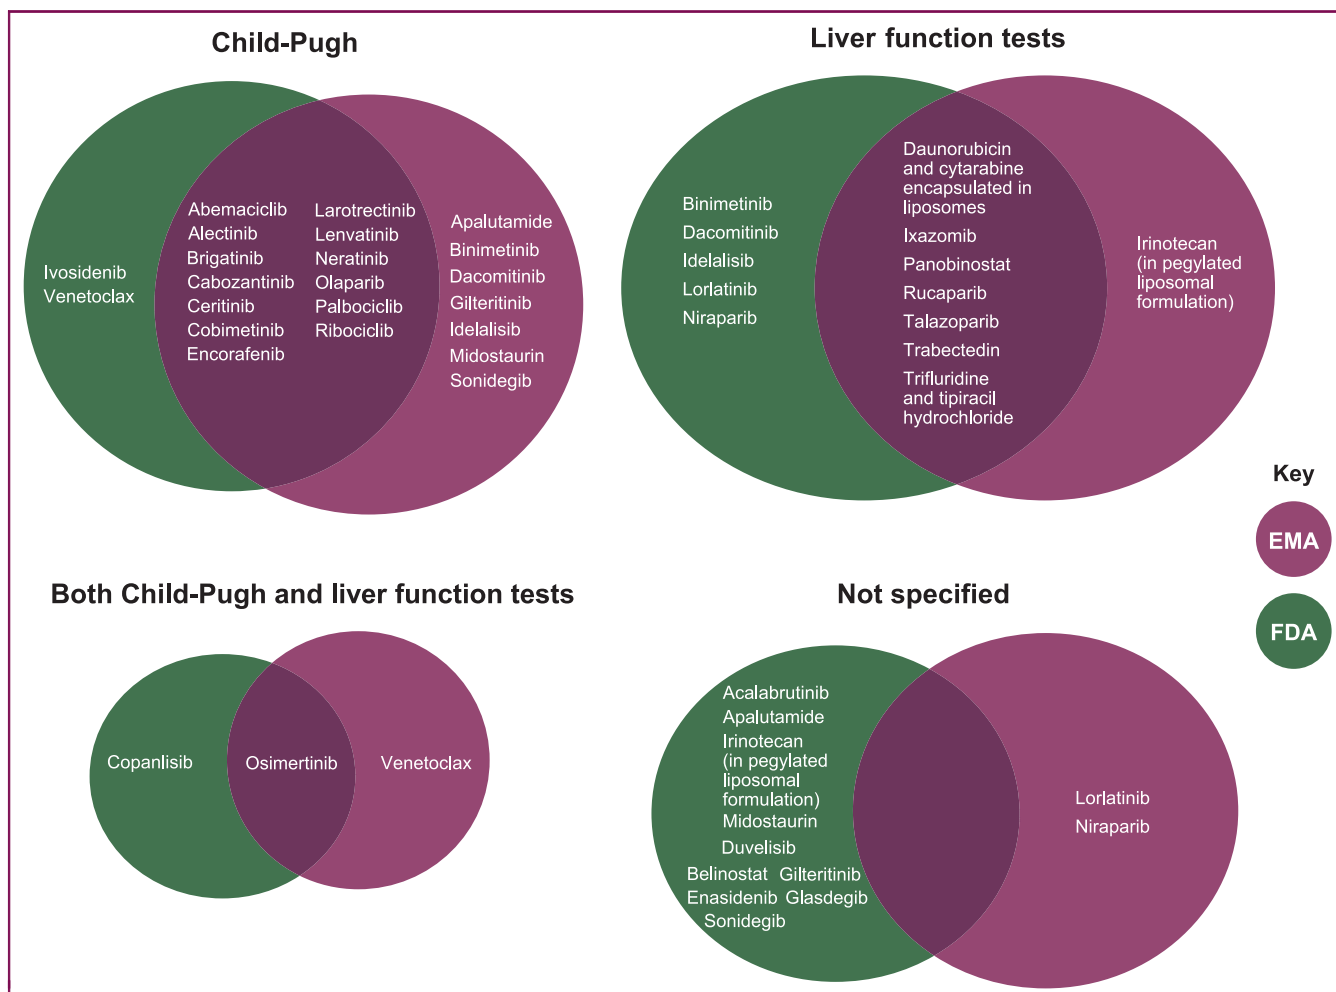 Child-Pugh
Ivosidenib
Venetoclax
Abemaciclib
Alectinib
Brigatinib
Cabozantinib
Ceritinib
Cobimetinib
Encorafenib
Larotrectinib
Lenvatinib
Neratinib
Olaparib
Palbociclib
Ribociclib
Apalutamide
Binimetinib
Dacomitinib
Gilteritinib
Idelalisib
Midostaurin
Sonidegib
Liver function tests
Binimetinib
Dacomitinib
Idelalisib
Lorlatinib
Niraparib
Daunorubicin
and cytarabine
encapsulated in
liposomes
Ixazomib
Panobinostat
Rucaparib
Talazoparib
Trabectedin
Trifluridine
and tipiracil
hydrochloride
Irinotecan
(in pegylated
liposomal
formulation)
Key
EMA
FDA
Both Child-Pugh and liver function tests
Copanlisib
Osimertinib
Venetoclax
Not specified
Acalabrutinib
Apalutamide
Irinotecan
(in pegylated
liposomal
formulation)
Midostaurin
Duvelisib
Belinostat Gilteritinib
Enasidenib Glasdegib
Sonidegib
Lorlatinib
Niraparib